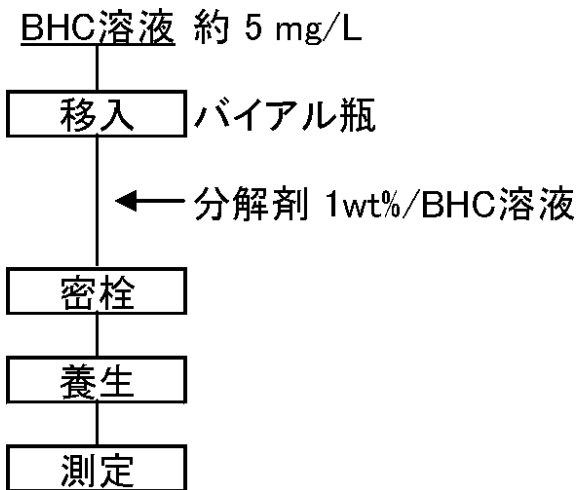 BHC溶液 約 5 mg/L
移入 バイアル瓶
分解剤 1wt%/BHC溶液
密栓
養生
測定